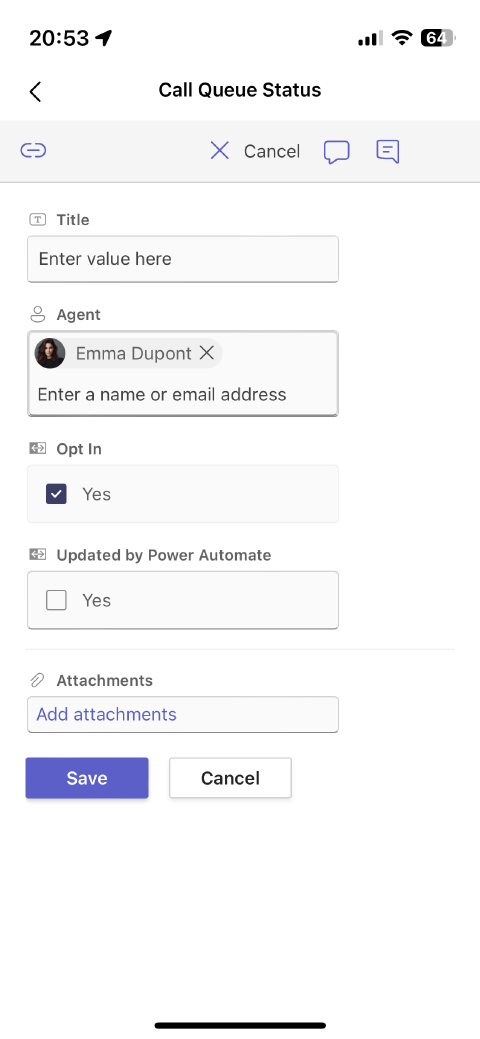 20:53
64
Call Queue Status
Cancel
Title
Enter value here
Agent
Emma Dupont
Enter a name or email address
Opt In
Yes
Updated by Power Automate
Yes
Attachments
Add attachments
Save Cancel